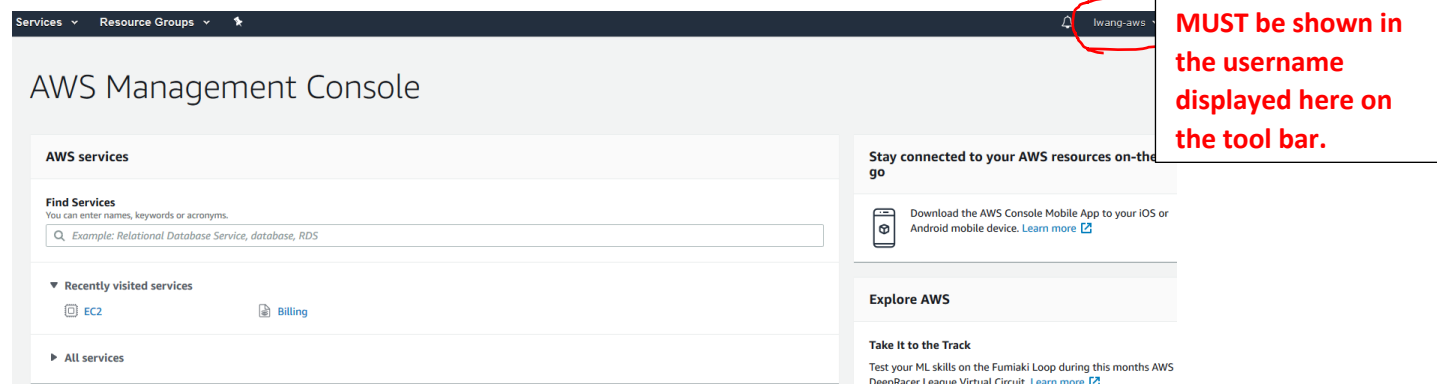 Services Resource Groups
lwang-aws
MUST be shown in
the username
displayed here on
the tool bar.
AWS Management Console
AWS services
Find Services
You can enter names, keywords or acronyms.
Example: Relational Database Service, database, RDS
Recently visited services
EC2 Billing
All services
Stay connected to your AWS resources on-the
go
Download the AWS Console Mobile App to your iOS or
Android mobile device. Learn more
Explore AWS
Take It to the Track
Test your ML skills on the Fumiaki Loop during this months AWS
DeepRacer League Virtual Circuit. Learn more